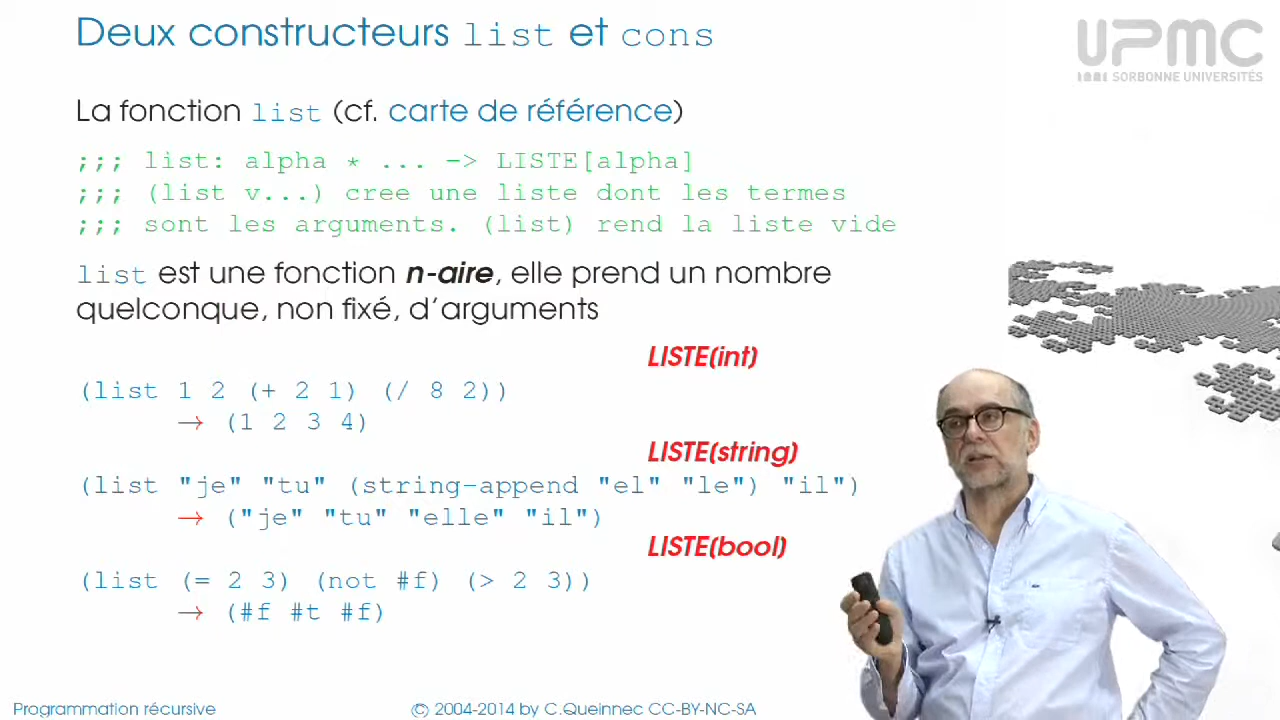 Deux constructeurs list et cons
UPMC
SORBONNE UNIVERSITÉS
La fonction list (cf. carte de référence)
;;; list: alpha * ... -> LISTE[alpha]
;;; (list v...) cree une liste dont les termes
;;; sont les arguments. (list) rend la liste vide
list est une fonction n-aire, elle prend un nombre
quelconque, non fixé, d'arguments
LISTE(int)
(list 1 2 (+ 2 1) (/ 8 2))
→ (1 2 3 4)
LISTE(string)
(list "je" "tu" (string-append "el" "le") "il")
→ ("je" "tu" "elle" "il")
LISTE(bool)
(list (= 2 3) (not #f) (> 2 3))
→ (#f #t #f)
Programmation récursive
© 2004-2014 by C.Queinnec CC-BY-NC-SA